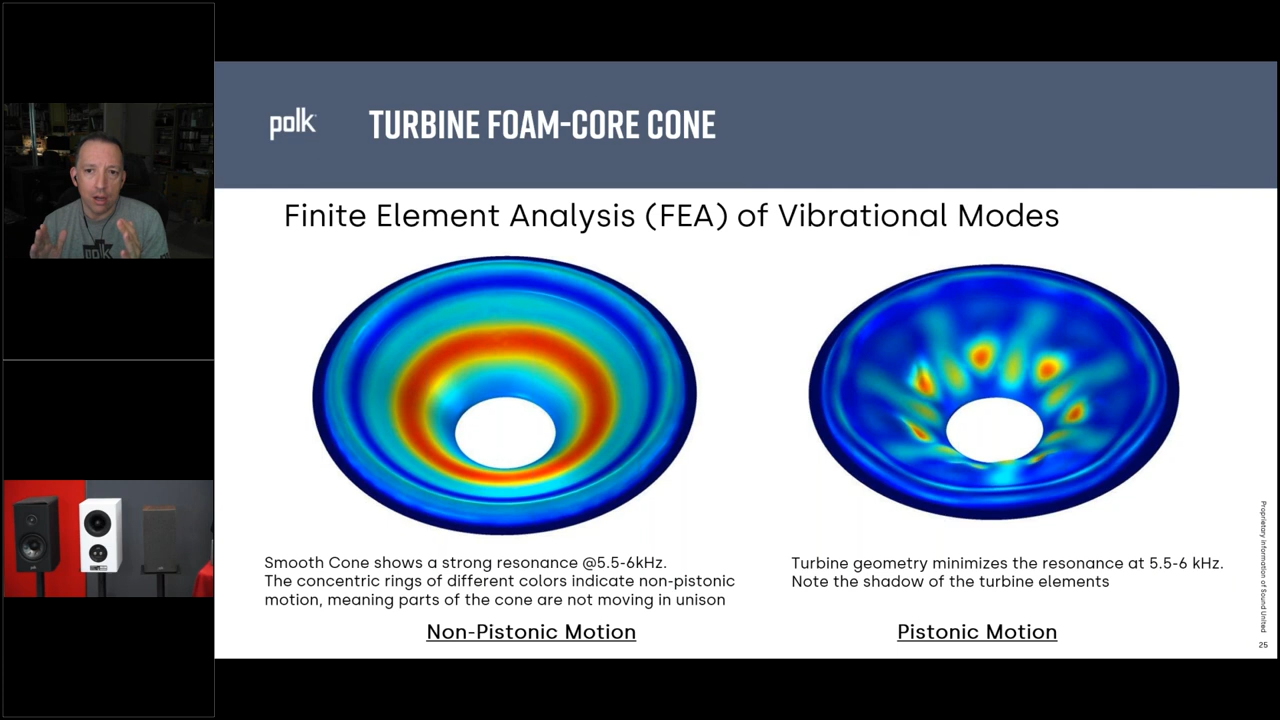 polk
TURBINE FOAM-CORE CONE
Finite Element Analysis (FEA) of Vibrational Modes
Smooth Cone shows a strong resonance @5.5-6kHz.
The concentric rings of different colors indicate non-pistonic
motion, meaning parts of the cone are not moving in unison
Non-Pistonic Motion
Turbine geometry minimizes the resonance at 5.5-6 kHz.
Note the shadow of the turbine elements
Pistonic Motion
Proprietary Information of Sound United
25
polk